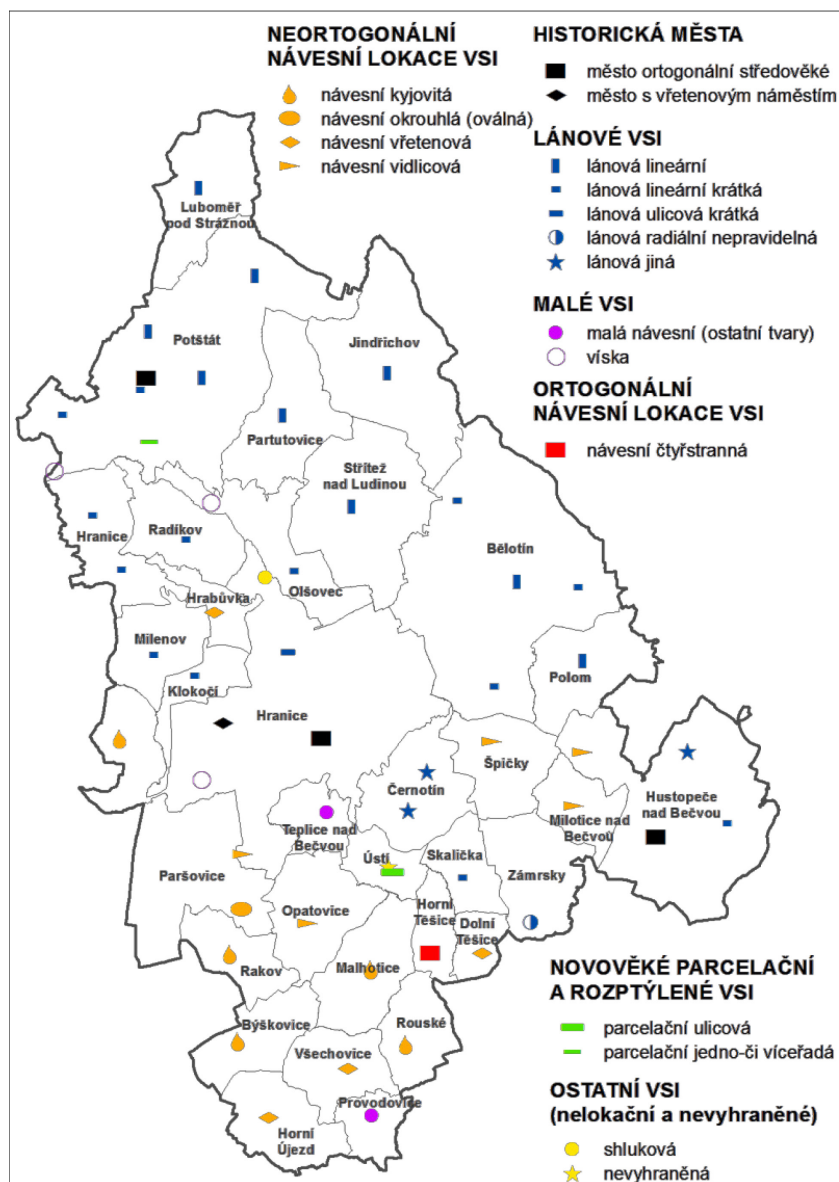 NEORTOGONÁLNÍ
NÁVESNÍ LOKACE VSI
návesní kyjovitá
návesní okrouhlá (oválná)
návesní vřetenová
návesní vidlicová
HISTORICKÁ MĚSTA
město ortogonální středověké
město s vřetenovým náměstím
LÁNOVÉ VSI
lánová lineární
lánová lineární krátká
lánová ulicová krátká
lánová radiální nepravidelná
lánová jiná
MALÉ VSI
malá návesní (ostatní tvary)
víska
ORTOGONÁLNÍ
NÁVESNÍ LOKACE VSI
návesní čtyřstranná
Luboměř
pod Strážnou
Potštát
Jindřichov
Partutovice
Střítež
nad Ludinou
Hranice
Radíkov
Bělotín
Olšovec
Hrabůvka
Milenov
Klokočí
Polom
Hranice
Špičky
Černotín
Hustopeče
nad Bečvou
Milotice nad
Bečvou
Teplice nad
Bečvou
Ústí
Skalička
Paršovice
Zámrsky
Opatovice
Horní
Těšice
Dolní
Těšice
Rakov
Malhotice
Býškovice
Rouské
Všechovice
Provodovice
Horní
Újezd
NOVOVĚKÉ PARCELAČNÍ
A ROZPTÝLENÉ VSI
parcelační ulicová
parcelační jedno-či víceřadá
OSTATNÍ VSI
(nelokační a nevyhraněné)
shluková
nevyhraněná